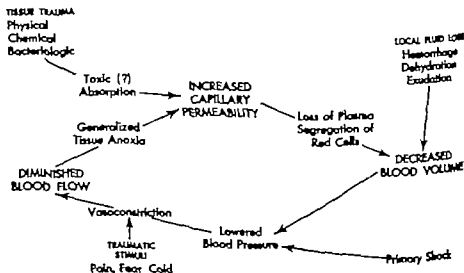 TISSUE TRAUMA
Physical
Chemical
Bacteriologic
Toxic (?)
Absorption
INCREASED
CAPILLARY
PERMEABILITY
LOCAL FLUID LOSS
Hemorrhage
Dehydration
Exudation
Generalized
Tissue Anoxia
Loss of Plasma
Segregation of
Red Cells
DECREASED
BLOOD VOLUME
DIMINISHED
BLOOD FLOW
Vasoconstriction
Lowered
Blood Pressure
TRAUMATIC
STIMULI
Pain, Fear Cold
Primary Shock